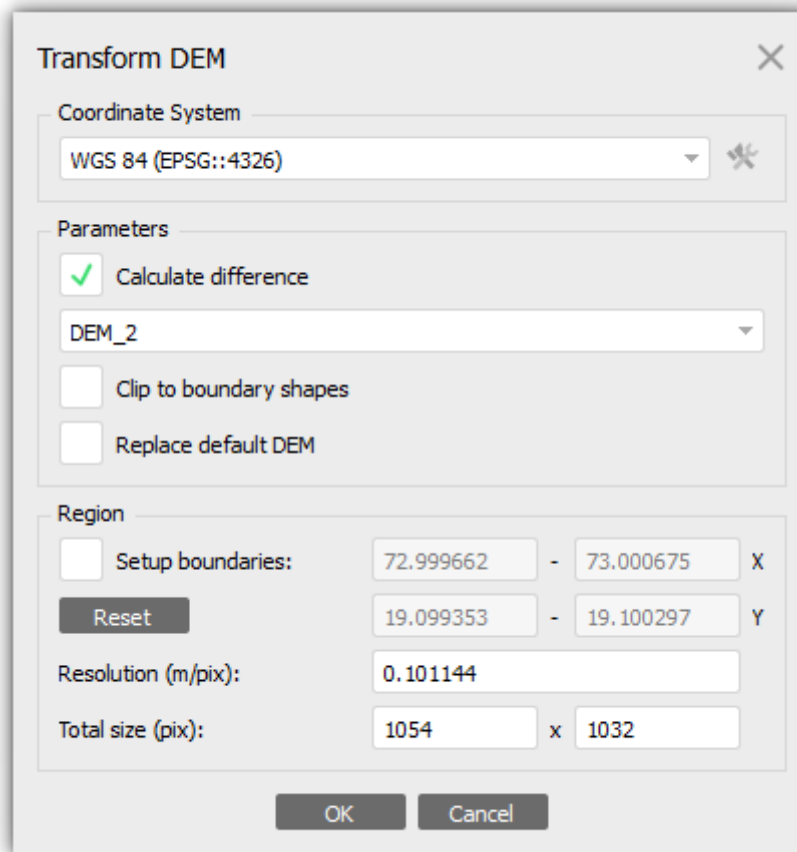 Transform DEM
Coordinate System
WGS 84 (EPSG::4326)
Parameters
Calculate difference
DEM_2
Clip to boundary shapes
Replace default DEM
Region
Setup boundaries: 72.999662 - 73.000675 X
Reset 19.099353 - 19.100297 Y
Resolution (m/pix): 0.101144
Total size (pix): 1054 x 1032
OK Cancel